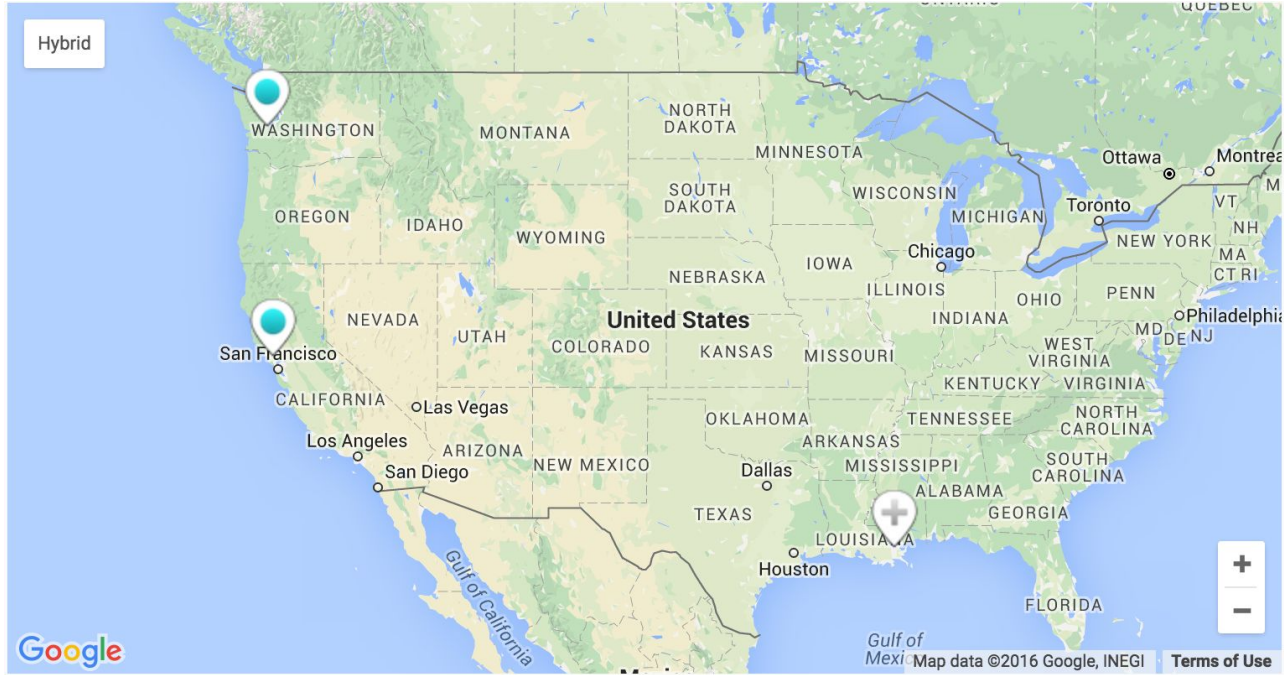 ONTARIO
QUEBEC
Hybrid
WASHINGTON
MONTANA
NORTH
DAKOTA
MINNESOTA
Ottawa
Montrea
SOUTH
DAKOTA
WISCONSIN
MICHIGAN
Toronto
VT
M
OREGON
IDAHO
WYOMING
NEW YORK
NH
MA
CT RI
Chicago
IOWA
NEBRASKA
ILLINOIS
OHIO
PENN
INDIANA
Philadelphia
NEVADA
UTAH
COLORADO
United States
KANSAS
MISSOURI
WEST
VIRGINIA
MD
DE
NJ
San Francisco
KENTUCKY
VIRGINIA
CALIFORNIA
Las Vegas
OKLAHOMA
TENNESSEE
NORTH
CAROLINA
Los Angeles
ARIZONA
NEW MEXICO
ARKANSAS
San Diego
Dallas
MISSISSIPPI
SOUTH
CAROLINA
ALABAMA
GEORGIA
TEXAS
LOUISIANA
Houston
Gulf of California
FLORIDA
Gulf of
Mexic
Google
Map data ©2016 Google, INEGI
Terms of Use